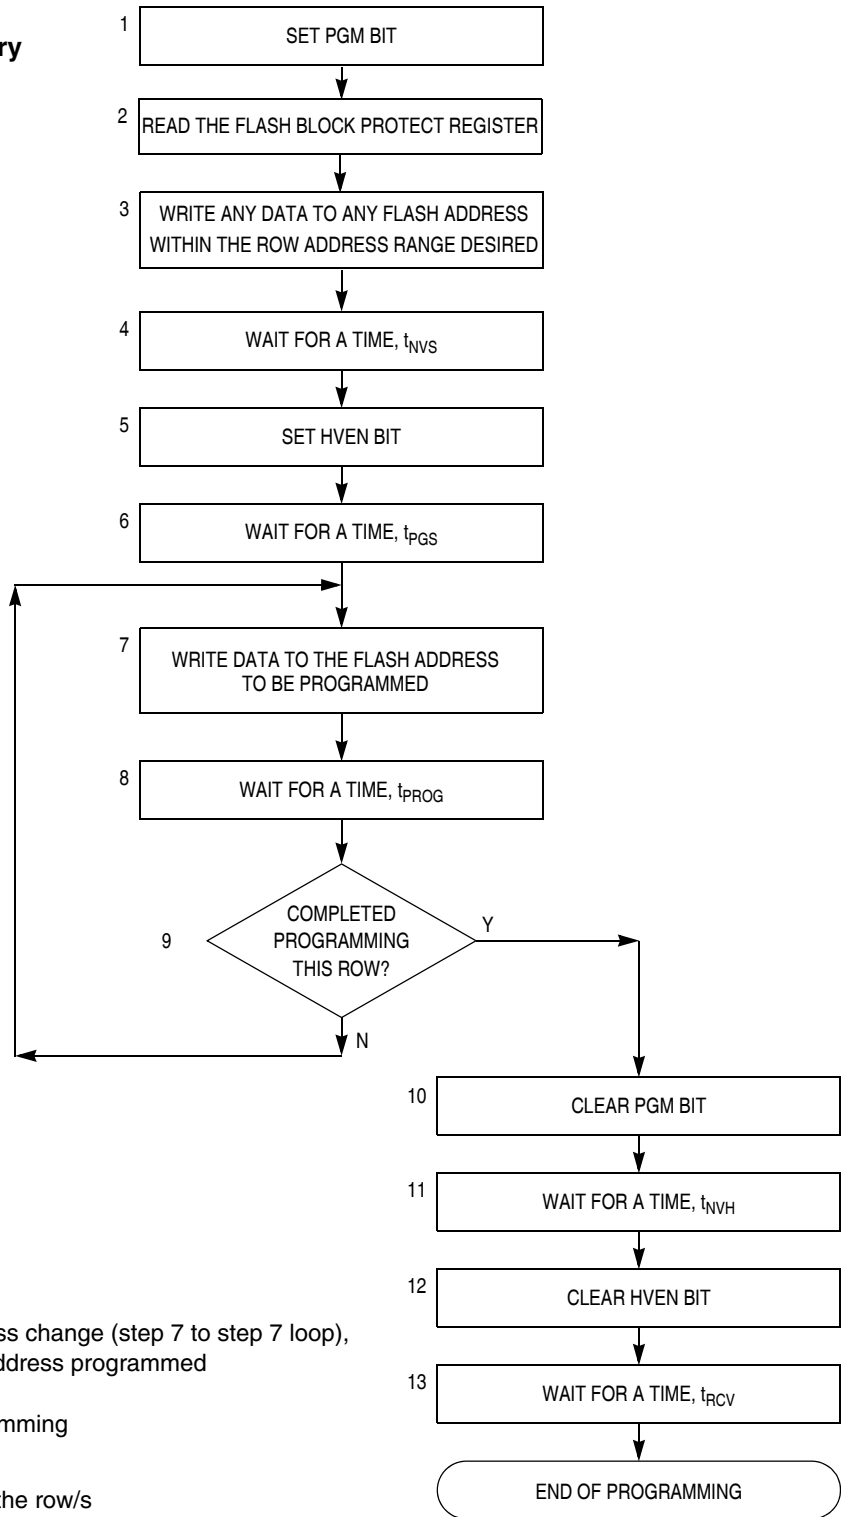 ry
1
SET PGM BIT
2
READ THE FLASH BLOCK PROTECT REGISTER
3
WRITE ANY DATA TO ANY FLASH ADDRESS
WITHIN THE ROW ADDRESS RANGE DESIRED
4
WAIT FOR A TIME, tNVS
5
SET HVEN BIT
6
WAIT FOR A TIME, tPGS
7
WRITE DATA TO THE FLASH ADDRESS
TO BE PROGRAMMED
8
WAIT FOR A TIME, tPROG
9
COMPLETED
PROGRAMMING
THIS ROW?
Y
N
10
CLEAR PGM BIT
11
WAIT FOR A TIME, tNVH
12
CLEAR HVEN BIT
13
WAIT FOR A TIME, tRCV
END OF PROGRAMMING
ss change (step 7 to step 7 loop),
ddress programmed
mming
the row/s